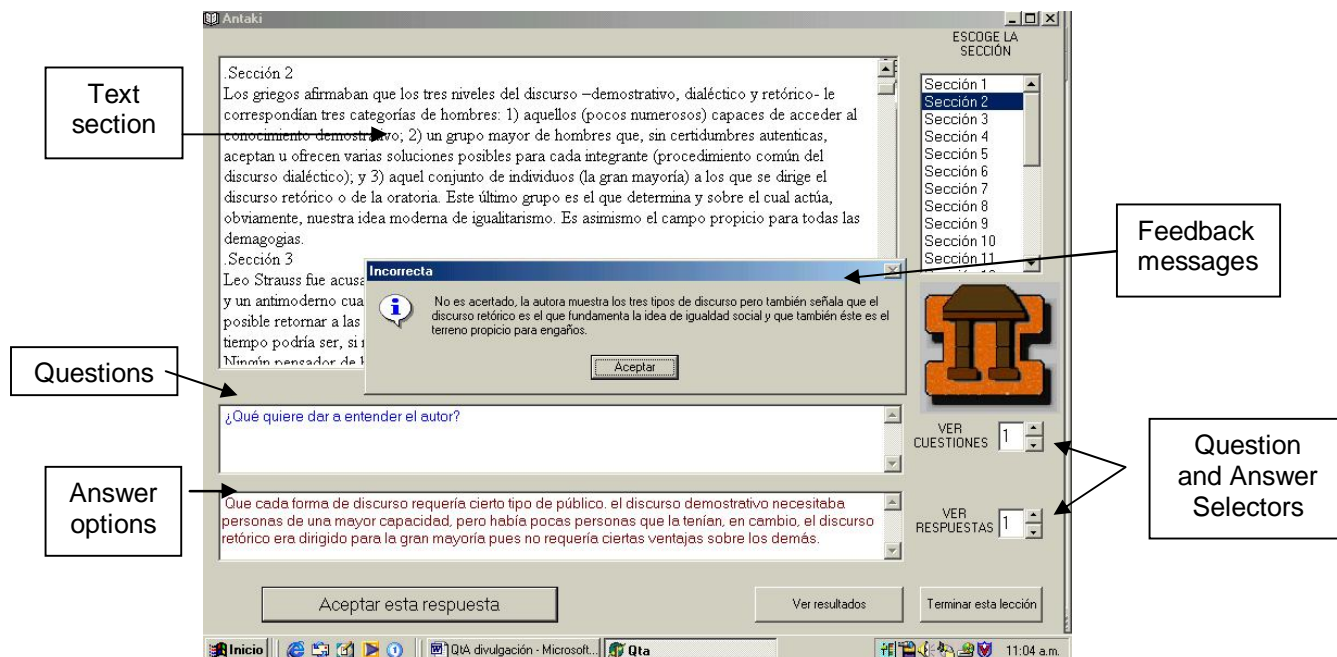 Antaki
ESCOGE LA
SECCIÓN
.Sección 2
Los griegos afirmaban que los tres niveles del discurso –demostrativo, dialéctico y retórico- le
correspondían tres categorías de hombres: 1) aquellos (pocos numerosos) capaces de acceder al
conocimiento demostrativo; 2) un grupo mayor de hombres que, sin certidumbres autenticas,
aceptan u ofrecen varias soluciones posibles para cada integrante (procedimiento común del
discurso dialéctico); y 3) aquel conjunto de individuos (la gran mayoría) a los que se dirige el
discurso retórico o de la oratoria. Este último grupo es el que determina y sobre el cual actúa,
obviamente, nuestra idea moderna de igualitarismo. Es asimismo el campo propicio para todas las
demagogias.
.Sección 3
Leo Strauss fue acusa
y un antimoderno cua
posible retornar a las
tiempo podría ser, si
Ningún pensador de
Sección 1
Sección 2
Sección 3
Sección 4
Sección 5
Sección 6
Sección 7
Sección 8
Sección 9
Sección 10
Sección 11
Text
section
Feedback
messages
Incorrecta
No es acertado, la autora muestra los tres tipos de discurso pero también señala que el
discurso retórico es el que fundamenta la idea de igualdad social y que también éste es el
terreno propicio para engaños.
Aceptar
Questions
¿Qué quiere dar a entender el autor?
VER
CUESTIONES 1
Question
and Answer
Selectors
Answer
options
Que cada forma de discurso requería cierto tipo de público. el discurso demostrativo necesitaba
personas de una mayor capacidad, pero había pocas personas que la tenían, en cambio, el discurso
retórico era dirigido para la gran mayoría pues no requería ciertas ventajas sobre los demás.
VER
RESPUESTAS 1
Aceptar esta respuesta
Ver resultados
Terminar esta lección
Inicio
QtA divulgación - Microsoft...
Qta
11:04 a.m.